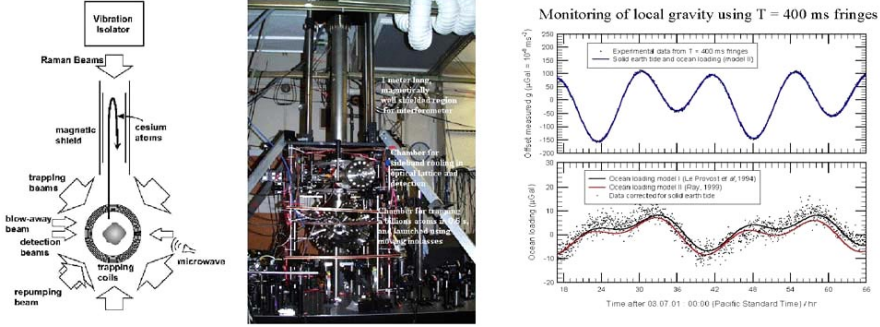 Vibration
Isolator
Raman Beams
magnetic
shield
cesium
atoms
trapping
beams
blow-away
beam
detection
beams
trapping
coils
microwave
repumping
beam
1 meter long,
magnetically
well shielded region
for interferometer
Chamber for
sideband cooling in
optical lattice and
detection
Chamber for trapping
billions atoms in 0.6 s,
and launched using
moving molasses
Monitoring of local gravity using T = 400 ms fringes
Offset measured g (µGal = 10⁻⁸ ms⁻²)
250
200
150
100
50
0
-50
-100
-150
-200
Experimental data from T = 400 ms fringes
Solid earth tide and ocean loading (model II)
Ocean loading (µGal)
30
20
10
0
-10
-20
Ocean loading model I (Le Provost et al, 1994)
Ocean loading model II (Ray, 1999)
Data corrected for solid earth tide
18 24 30 36 42 48 54 60 66
Time after 03.07.01 : 00:00 (Pacific Standard Time) / hr